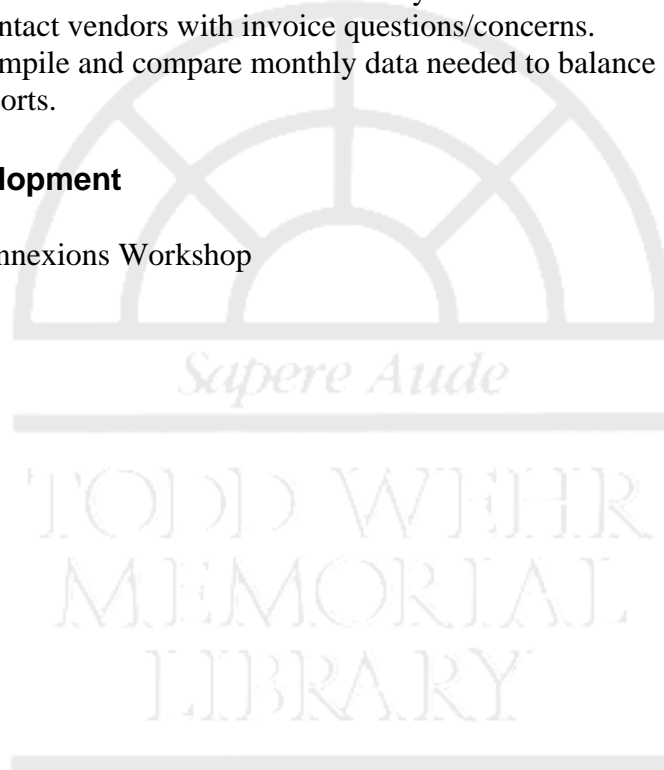 ntact vendors with invoice questions/concerns.
mpile and compare monthly data needed to balance
orts.
lopment
nnexions Workshop
Sapere Aude
TODD WEHR
MEMORIAL
LIBRARY